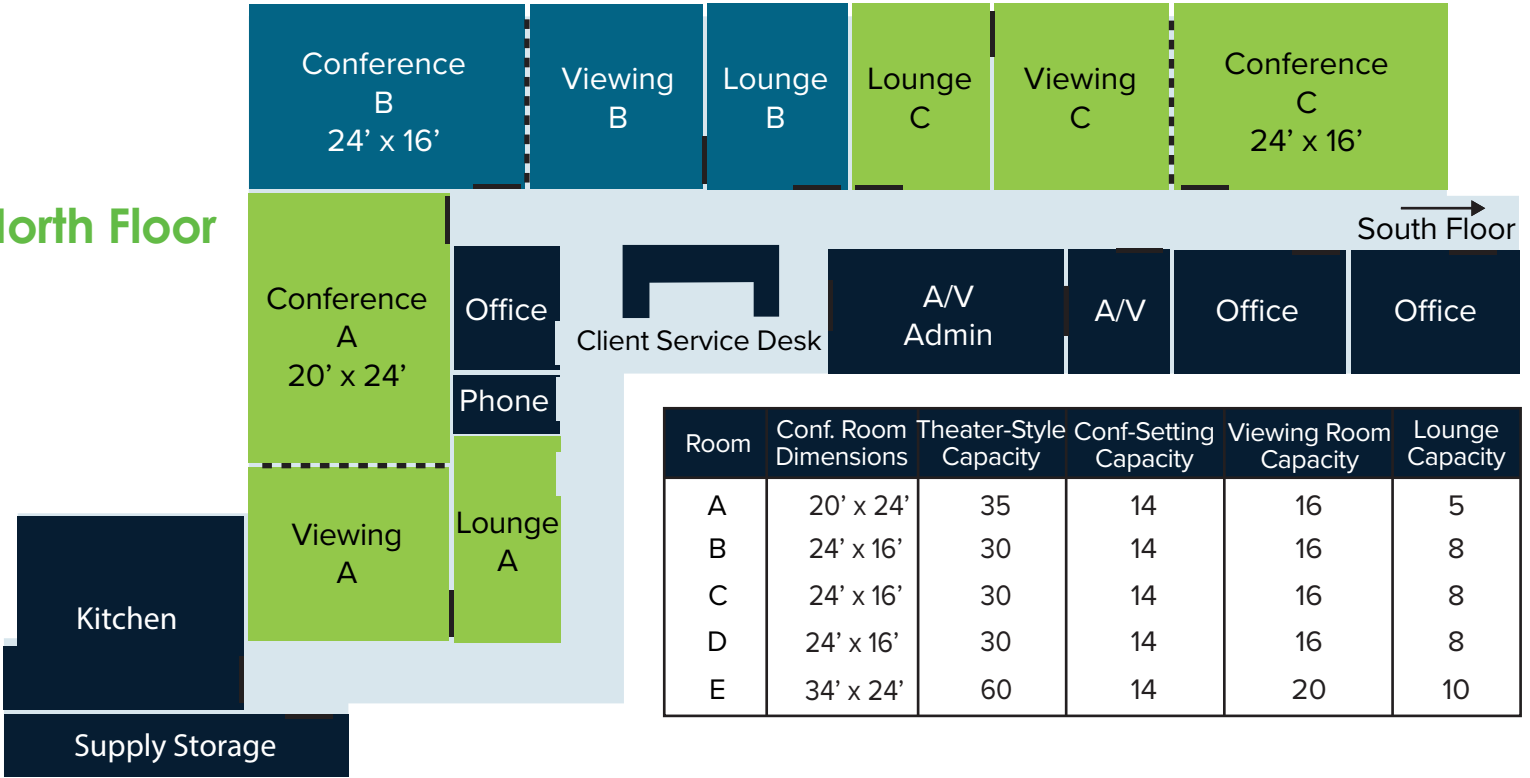 Conference
B
24’ x 16’
Viewing
B
Lounge
B
Lounge
C
Viewing
C
Conference
C
24’ x 16’
Floor
South Floor
Conference
A
20’ x 24’
Office
Client Service Desk
A/V
Admin
A/V
Office
Office
Phone
Viewing
A
Lounge
A
Kitchen
Supply Storage
Room Conf. Room Dimensions Theater-Style Capacity Conf-Setting Capacity Viewing Room Capacity Lounge Capacity
A 20’ x 24’ 35 14 16 5
B 24’ x 16’ 30 14 16 8
C 24’ x 16’ 30 14 16 8
D 24’ x 16’ 30 14 16 8
E 34’ x 24’ 60 14 20 10